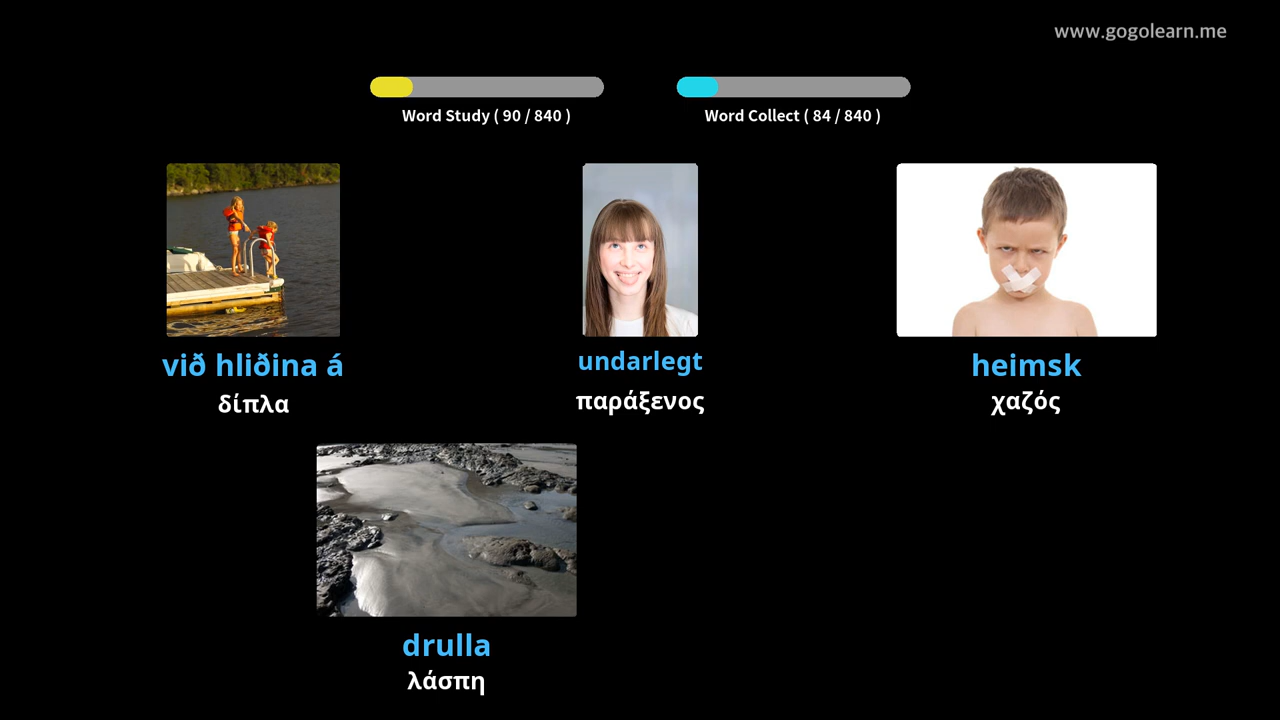 www.gogolearn.me
Word Study ( 90 / 840 )
Word Collect ( 84 / 840 )
við hliðina á
δίπλα
undarlegt
παράξενος
heimsk
χαζός
drulla
λάσπη